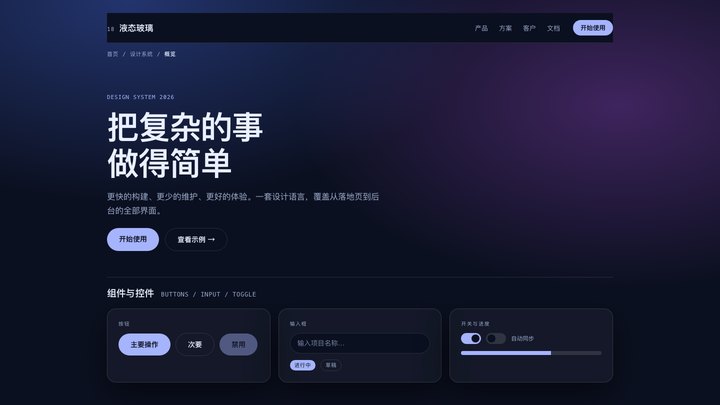 18 液态玻璃
产品 方案 客户 文档 开始使用
首页 / 设计系统 / 概览
DESIGN SYSTEM 2026
把复杂的事
做得简单
更快的构建、更少的维护、更好的体验。一套设计语言，覆盖从落地页到后
台的全部界面。
开始使用 查看示例 →
组件与控件 BUTTONS / INPUT / TOGGLE
按钮
主要操作 次要 禁用
输入框
输入项目名称...
进行中 草稿
开关与进度
自动同步